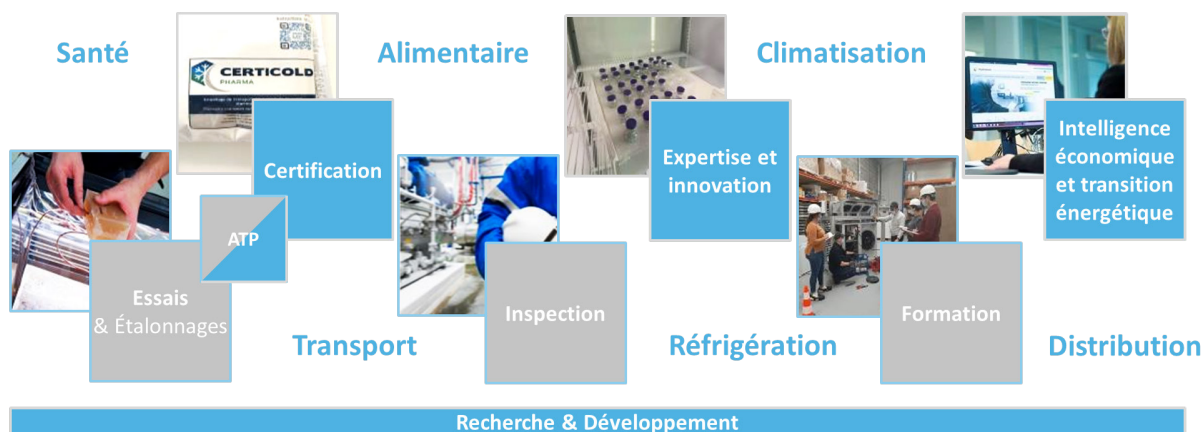 Santé
Alimentaire
Climatisation
CERTICOLD
PHARMA
Certification
Expertise et
innovation
Intelligence
économique
et transition
énergétique
ATP
Essais
& Étalonnages
Inspection
Formation
Transport
Réfrigération
Distribution
Recherche & Développement